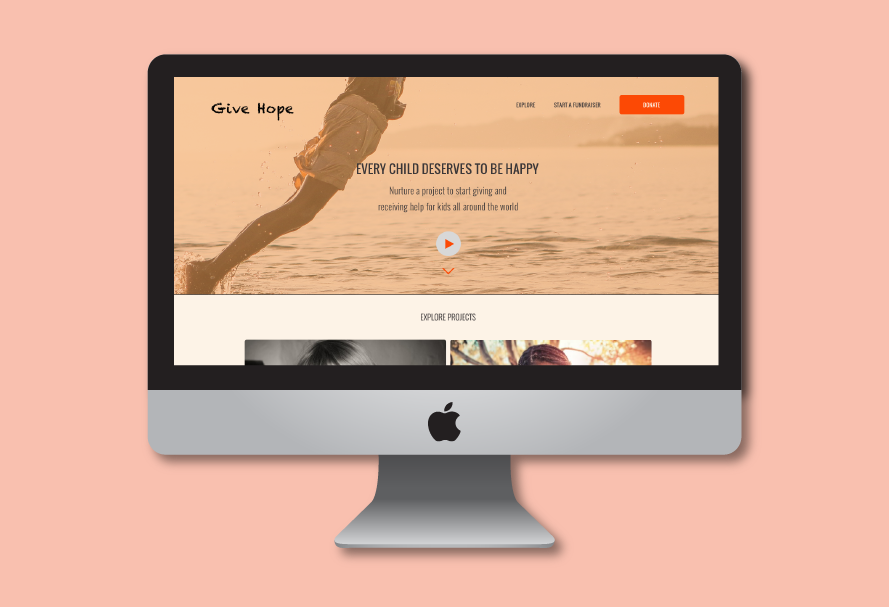 Give Hope
EXPLORE
START A FUNDRAISER
DONATE
EVERY CHILD DESERVES TO BE HAPPY
Nurture a project to start giving and
receiving help for kids all around the world
EXPLORE PROJECTS